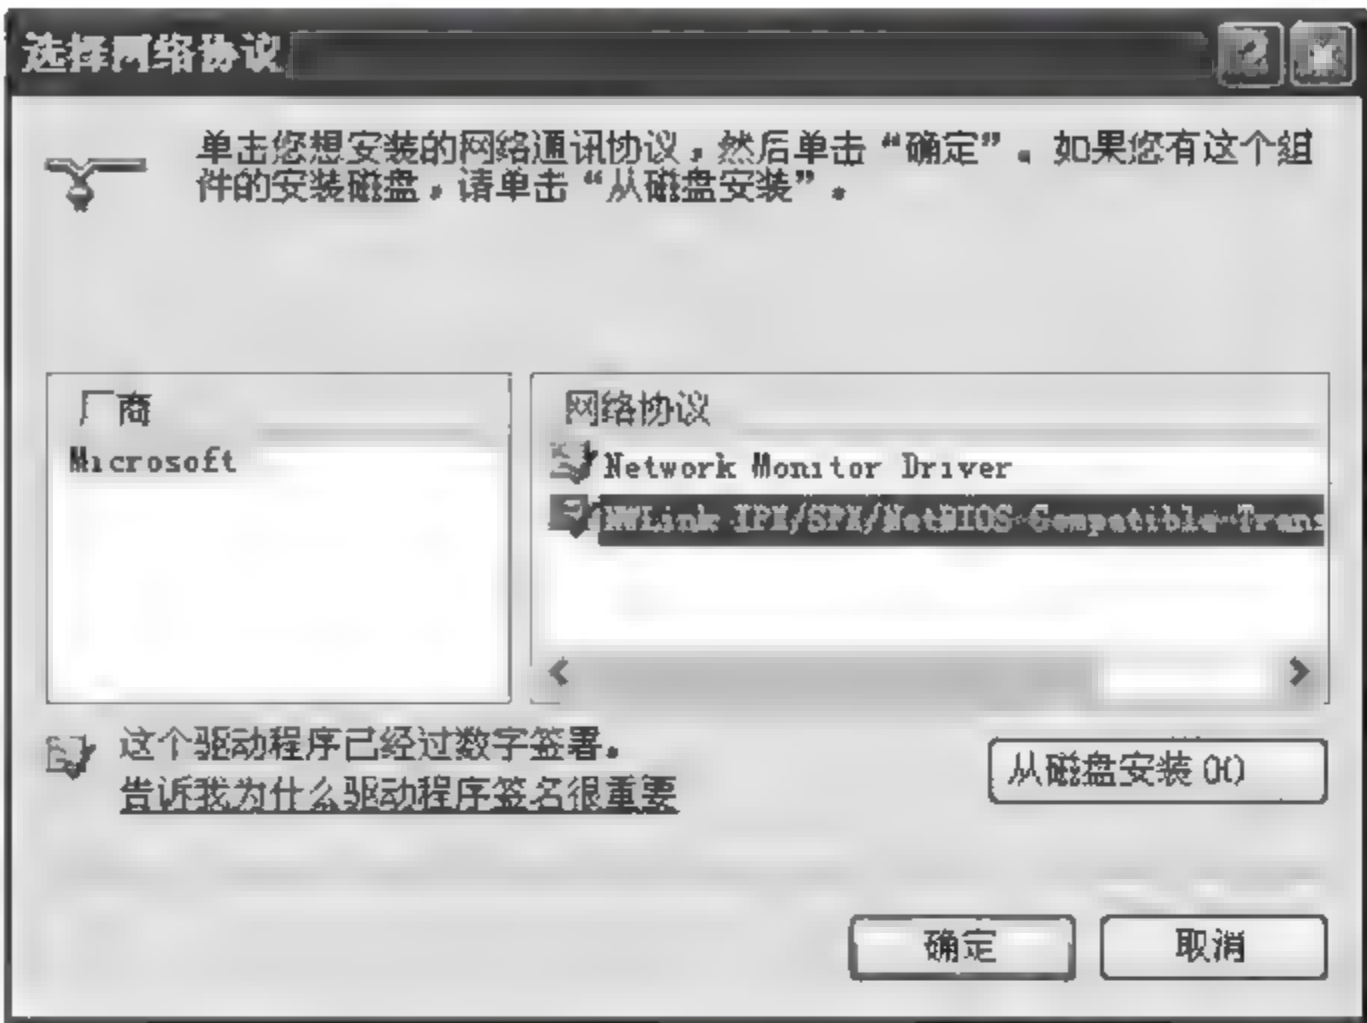 选择网络协议
单击您想安装的网络通讯协议，然后单击“确定”。如果您有这个组
件的安装磁盘，请单击“从磁盘安装”。
厂商
网络协议
Microsoft
Network Monitor Driver
NWLink IPX/SPX/NetBIOS Compatible Trans
这个驱动程序已经过数字签署。
告诉我为什么驱动程序签名很重要
从磁盘安装(H)
确定
取消